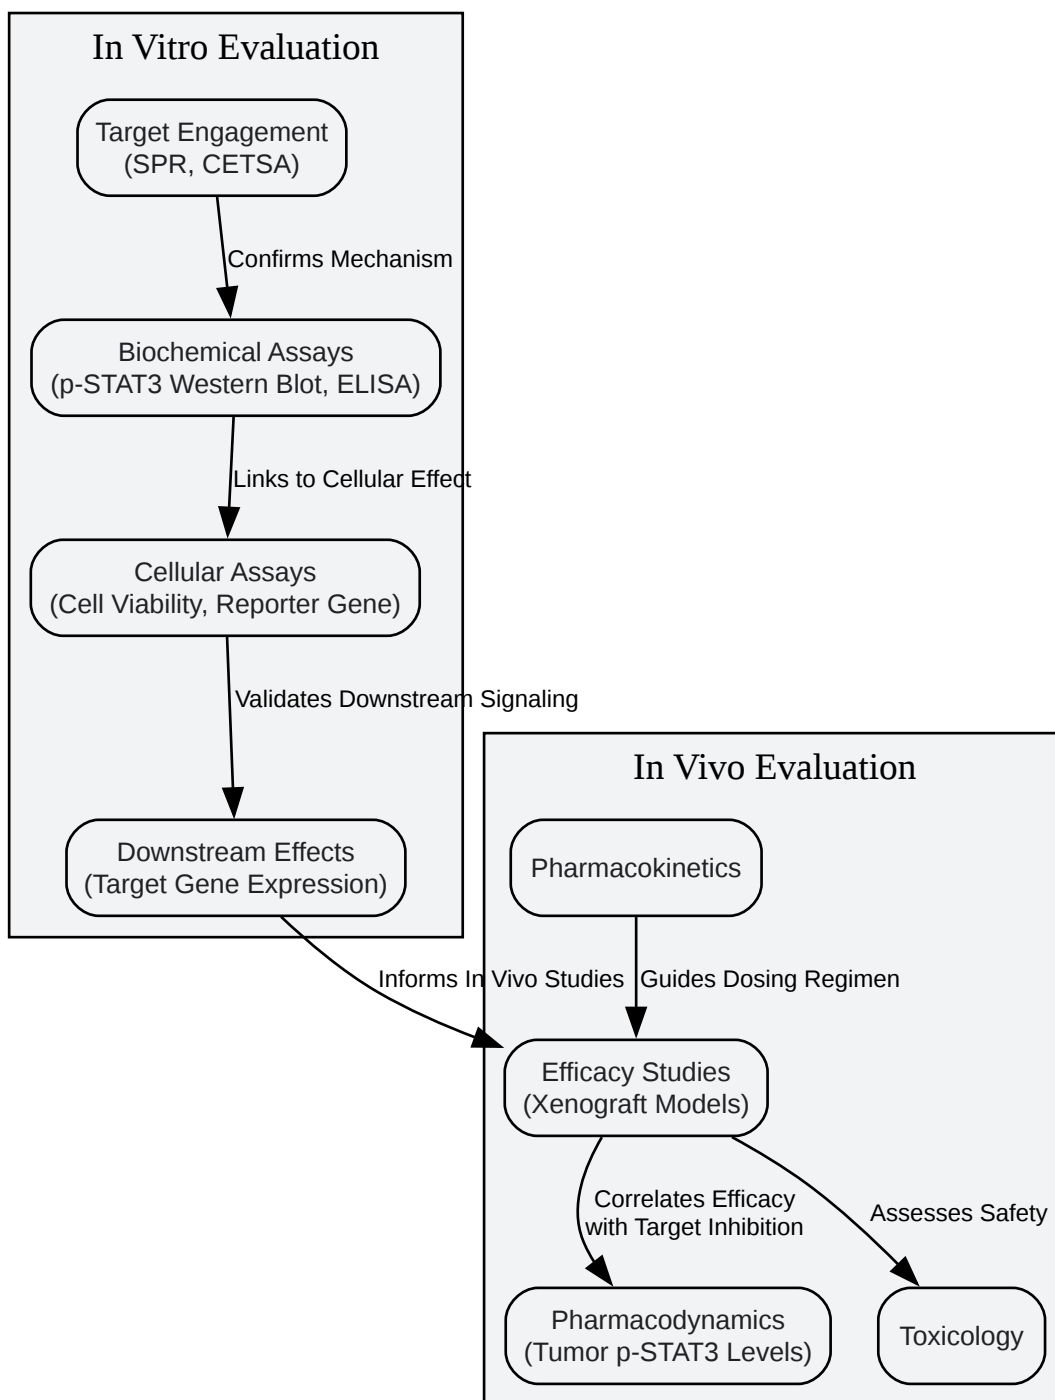 In Vitro Evaluation
Target Engagement
(SPR, CETSA)
Confirms Mechanism
Biochemical Assays
(p-STAT3 Western Blot, ELISA)
Links to Cellular Effect
Cellular Assays
(Cell Viability, Reporter Gene)
Validates Downstream Signaling
Downstream Effects
(Target Gene Expression)
Informs In Vivo Studies
In Vivo Evaluation
Pharmacokinetics
Guides Dosing Regimen
Efficacy Studies
(Xenograft Models)
Correlates Efficacy
with Target Inhibition
Assesses Safety
Pharmacodynamics
(Tumor p-STAT3 Levels)
Toxicology